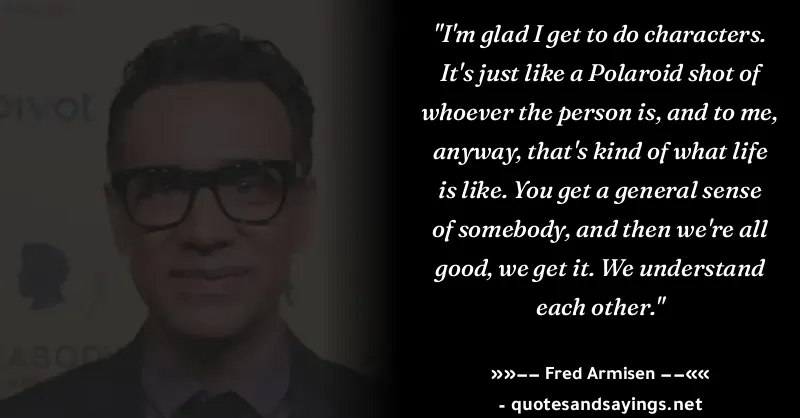 "I'm glad I get to do characters.
It's just like a Polaroid shot of
whoever the person is, and to me,
anyway, that's kind of what life
is like. You get a general sense
of somebody, and then we're all
good, we get it. We understand
each other."
»»–– Fred Armisen ––««
- quotesandsayings.net
pivot
ABODY